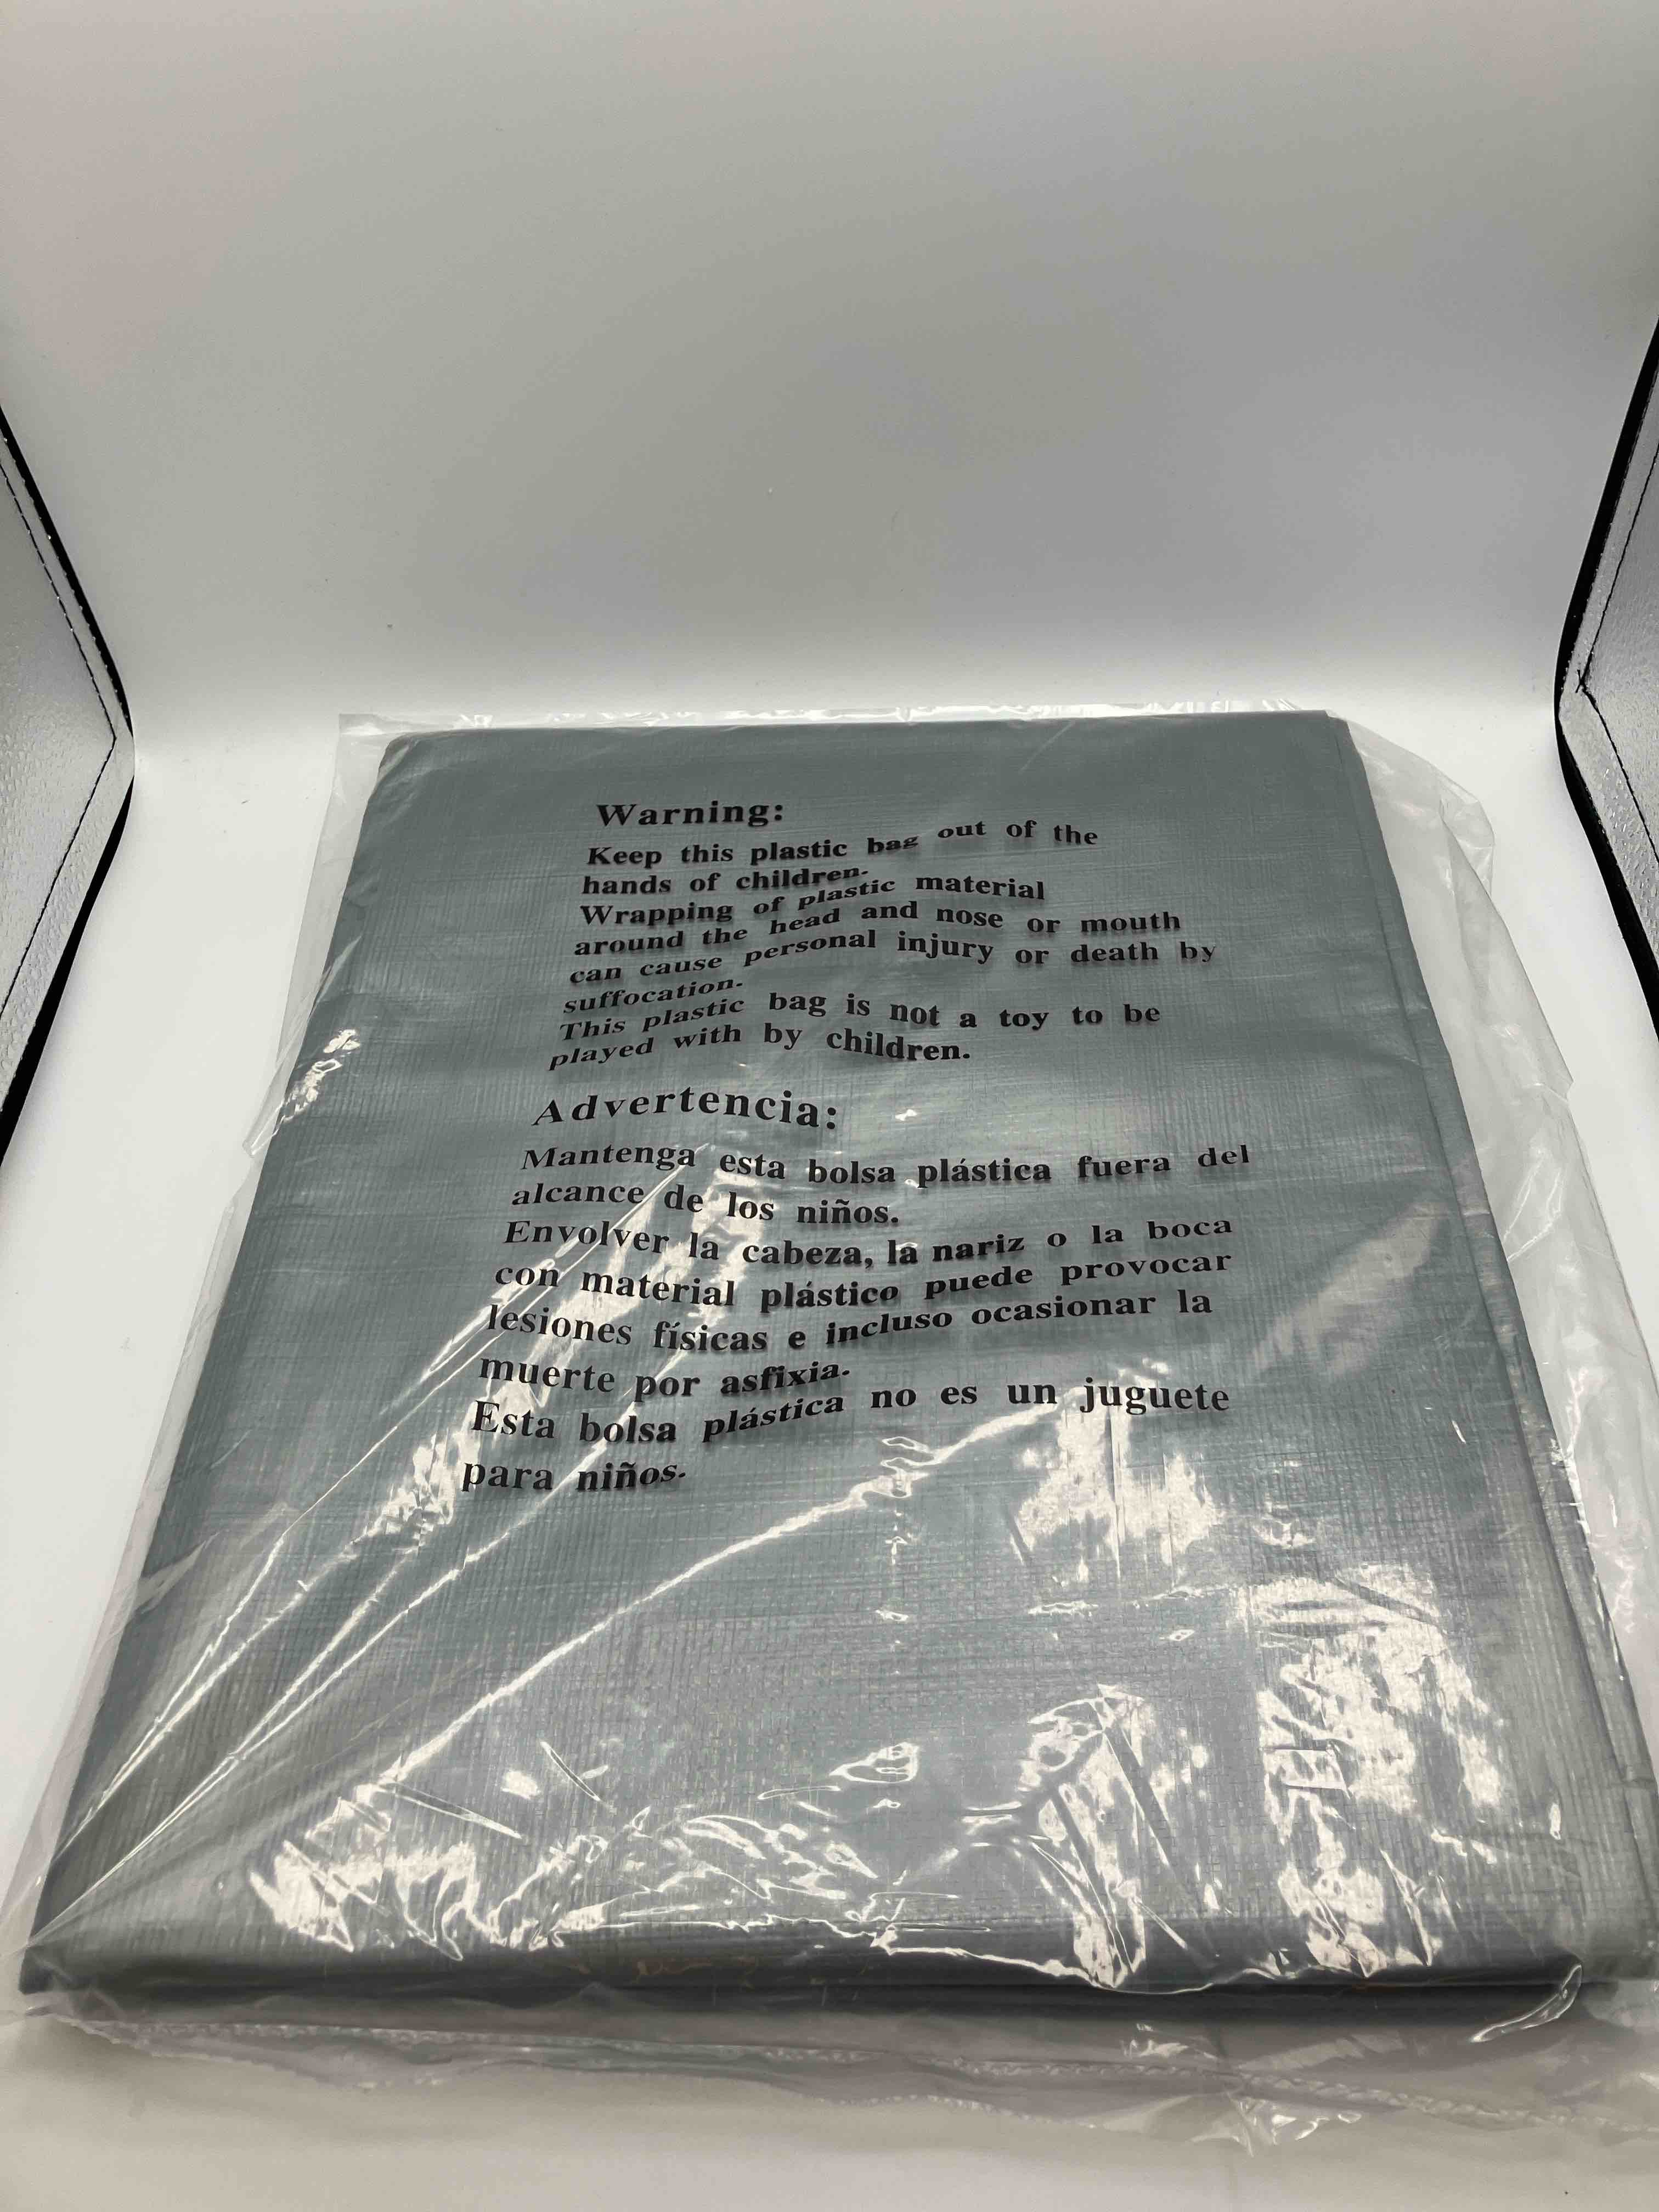 Warning:
Keep this plastic bag out of the
hands of children.
Wrapping of plastic material
around the head and nose or mouth
can cause personal injury or death by
suffocation.
This plastic bag is not a toy to be
played with by children.
Advertencia:
Mantenga esta bolsa plástica fuera del
alcance de los niños.
Envolver la cabeza, la nariz o la boca
con material plástico puede provocar
lesiones físicas e incluso ocasionar la
muerte por asfixia.
Esta bolsa plástica no es un juguete
para niños.